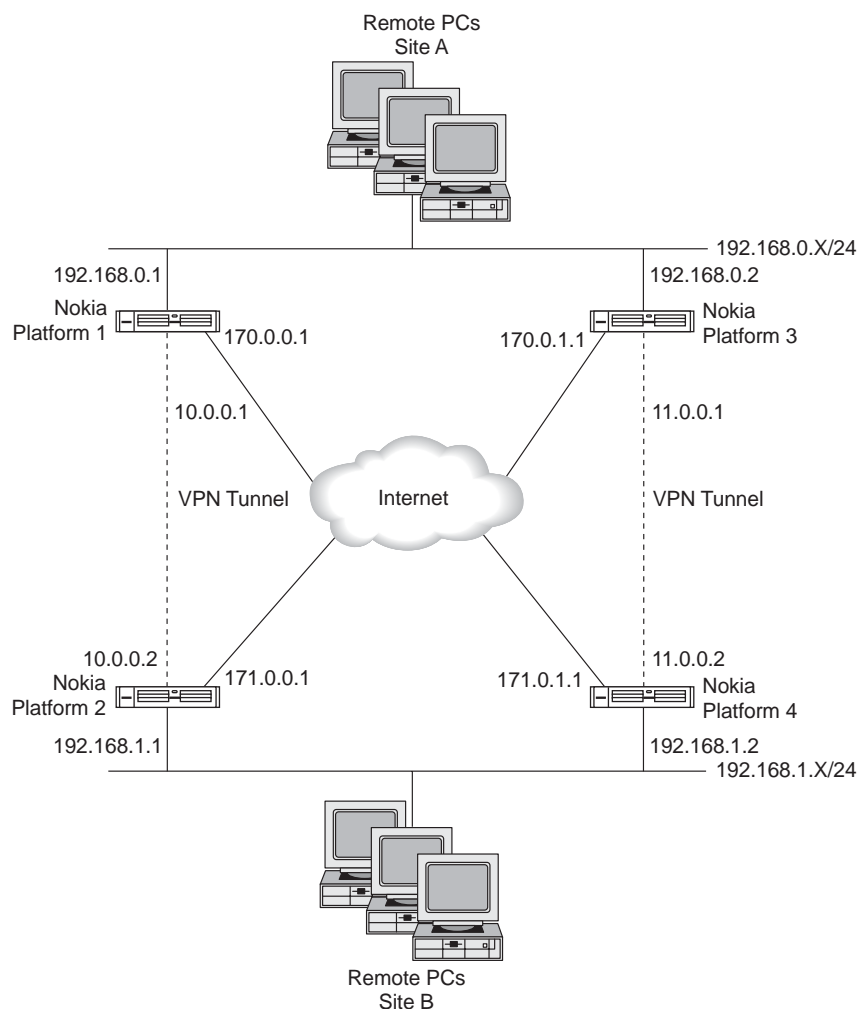 Remote PCs
Site A
192.168.0.X/24
192.168.0.1
192.168.0.2
Nokia
Platform 1
170.0.0.1
170.0.1.1
Nokia
Platform 3
10.0.0.1
11.0.0.1
VPN Tunnel
Internet
VPN Tunnel
10.0.0.2
11.0.0.2
Nokia
Platform 2
171.0.0.1
171.0.1.1
Nokia
Platform 4
192.168.1.1
192.168.1.2
192.168.1.X/24
Remote PCs
Site B